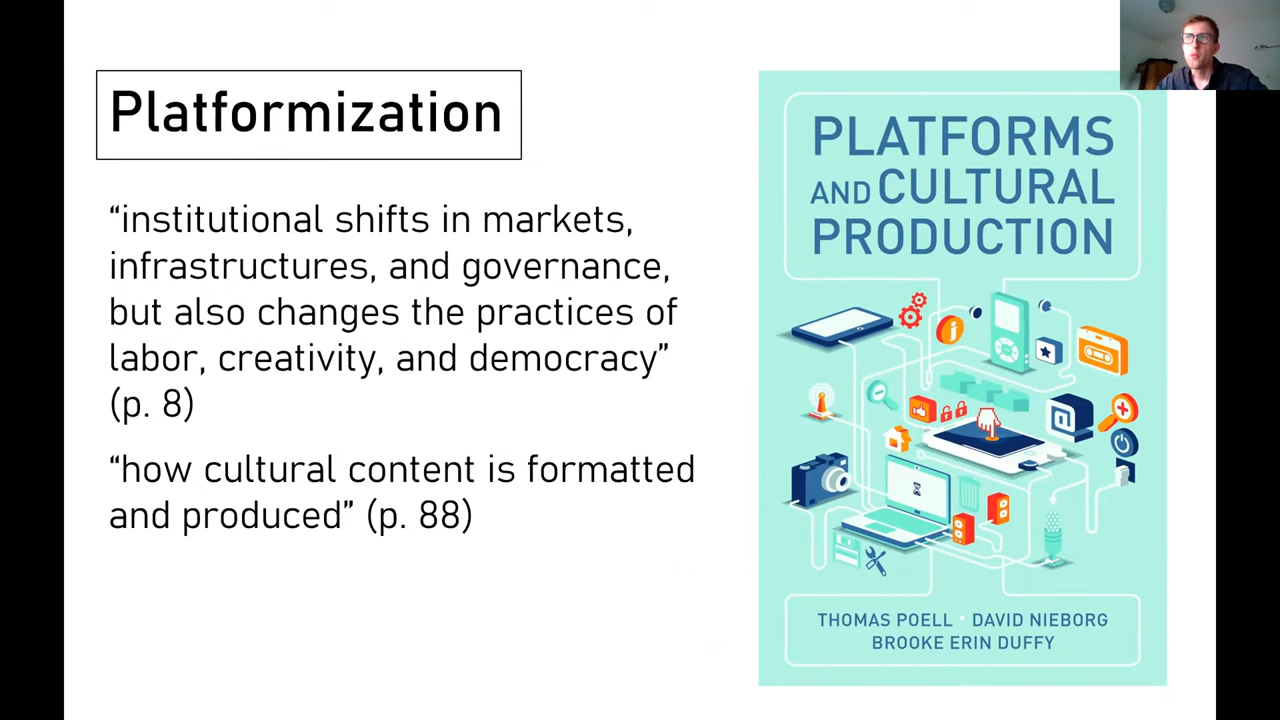 Platformization
“institutional shifts in markets,
infrastructures, and governance,
but also changes the practices of
labor, creativity, and democracy”
(p. 8)
“how cultural content is formatted
and produced” (p. 88)
PLATFORMS
AND CULTURAL
PRODUCTION
THOMAS POELL • DAVID NIEBORG
BROOKE ERIN DUFFY